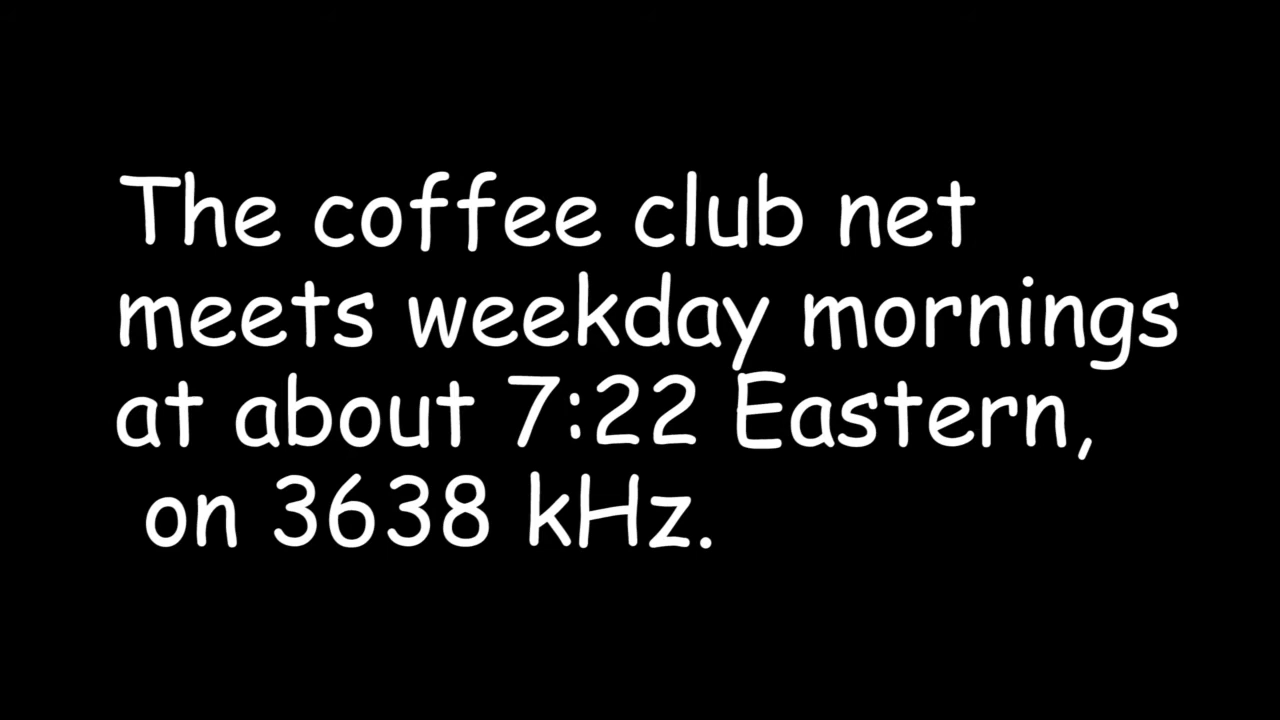 The coffee club net
meets weekday mornings
at about 7:22 Eastern,
on 3638 kHz.